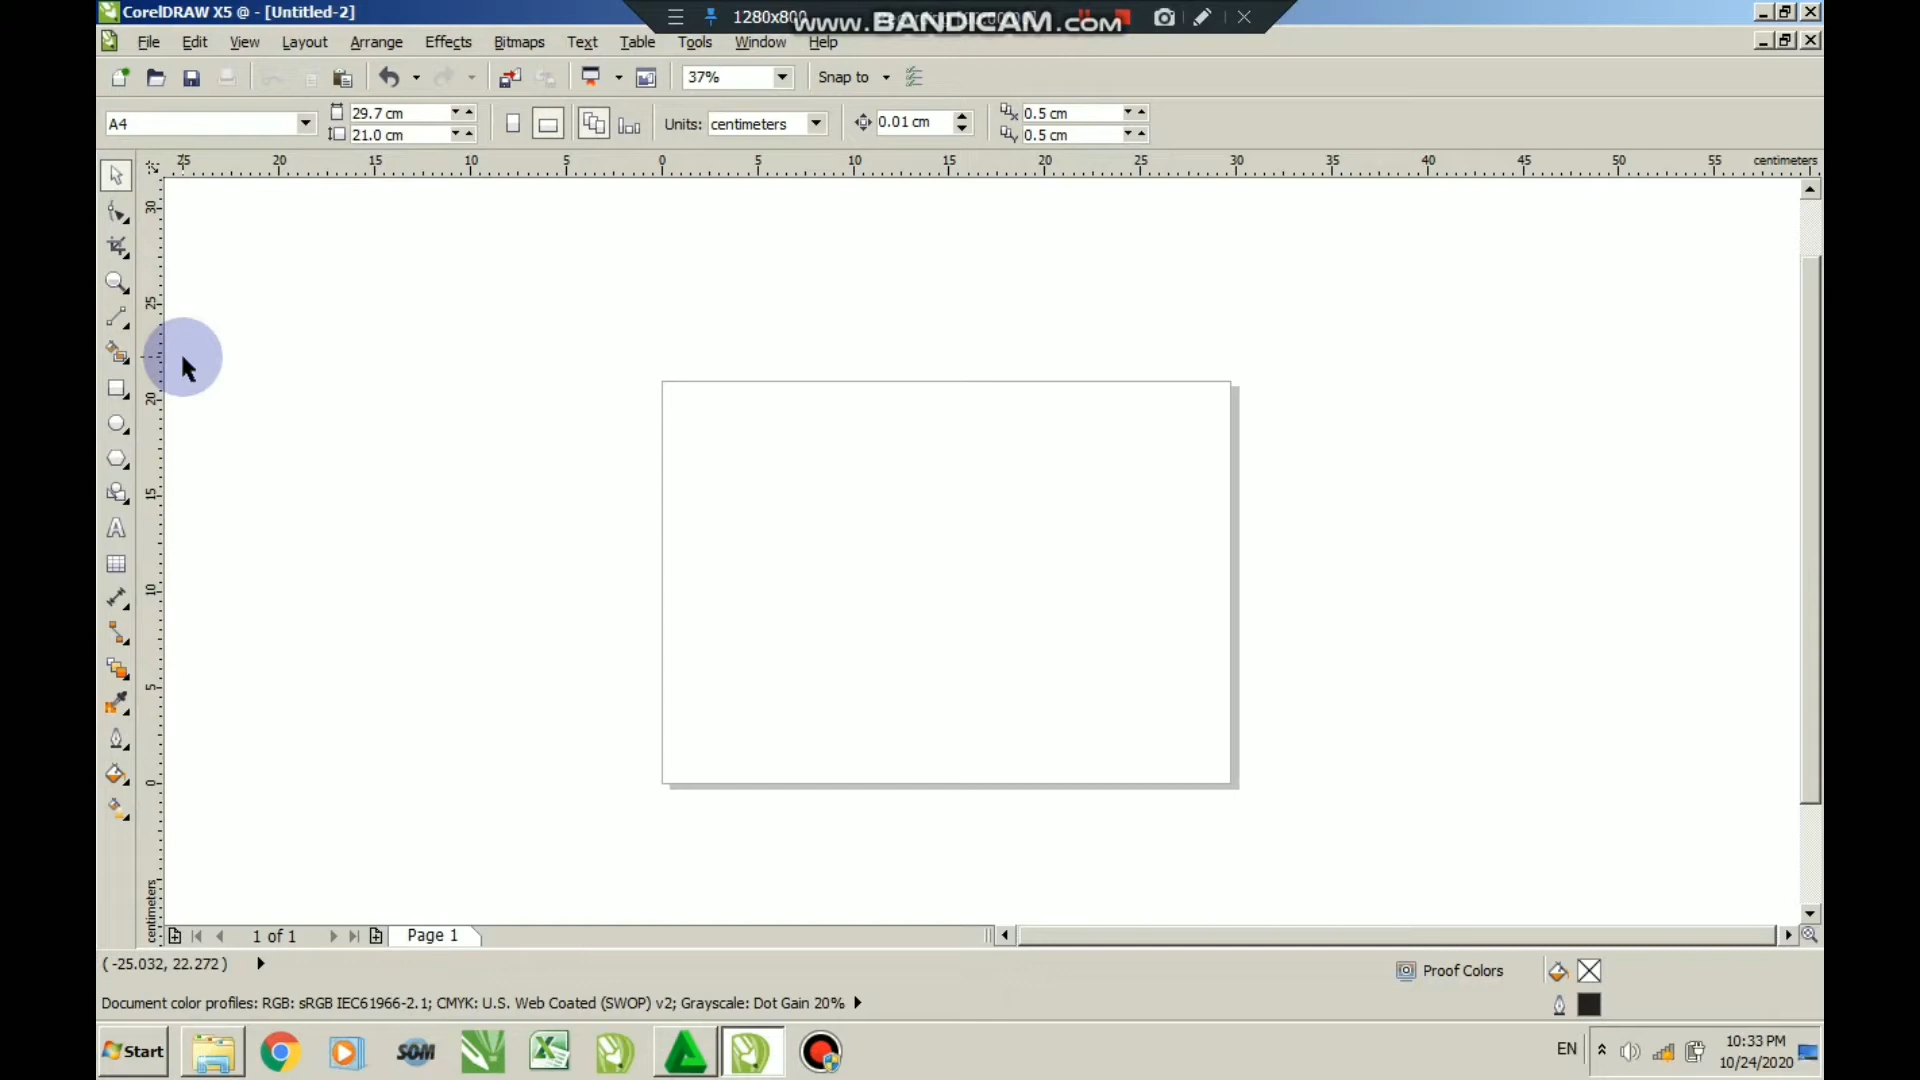 CorelDRAW X5 @ - [Untitled-2]
1280x800
www.BANDICAM.com
File Edit View Layout Arrange Effects Bitmaps Text Table Tools Window Help
37% Snap to
A4 29.7 cm 21.0 cm Units: centimeters 0.01 cm 0.5 cm 0.5 cm
25 20 15 10 5 0 5 10 15 20 25 30 35 40 45 50 55 centimeters
30
25
20
15
10
5
0
centimeters
1 of 1 Page 1
( -25.032, 22.272 ) Proof Colors
Document color profiles: RGB: sRGB IEC61966-2.1; CMYK: U.S. Web Coated (SWOP) v2; Grayscale: Dot Gain 20%
Start SOM EN 10:33 PM
10/24/2020